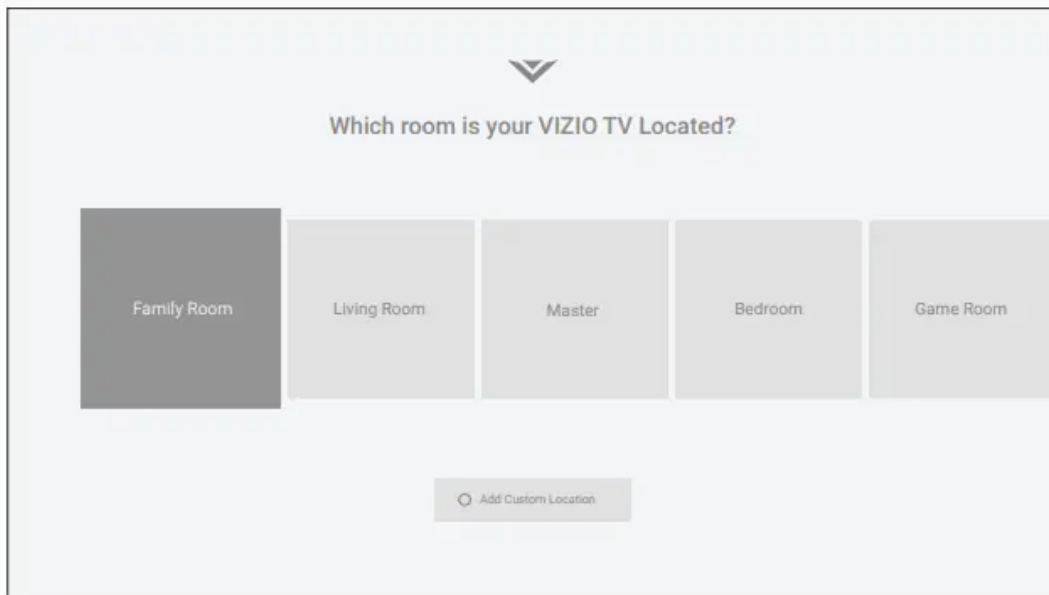 Which room is your VIZIO TV Located?
Family Room
Living Room
Master
Bedroom
Game Room
Add Custom Location